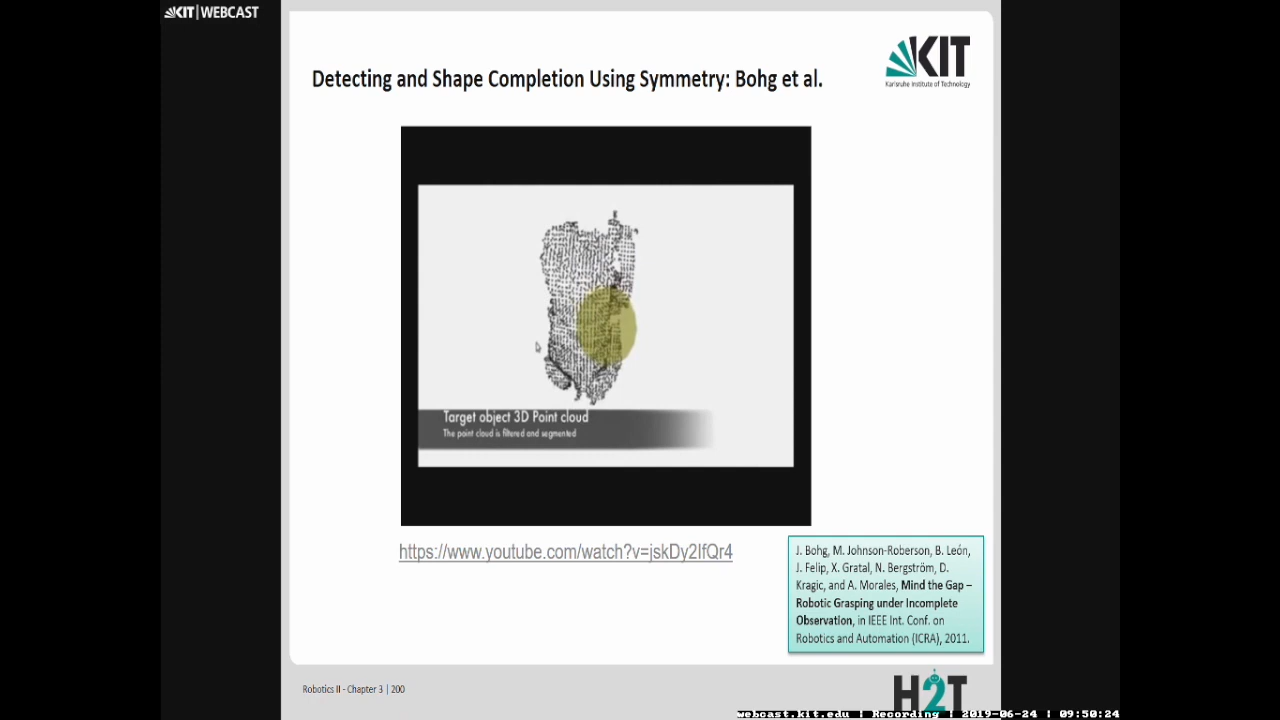 KIT | WEBCAST
Detecting and Shape Completion Using Symmetry: Bohg et al.
KIT
Karlsruhe Institute of Technology
Target object 3D Point cloud
The point cloud is filtered and segmented
https://www.youtube.com/watch?v=jskDy2IfQr4
J. Bohg, M. Johnson-Roberson, B. León,
J. Felip, X. Gratal, N. Bergström, D.
Kragic, and A. Morales, Mind the Gap –
Robotic Grasping under Incomplete
Observation, in IEEE Int. Conf. on
Robotics and Automation (ICRA), 2011.
Robotics II - Chapter 3 | 200
H2T
webcast.kit.edu | Recording | 2019-06-24 | 09:50:24